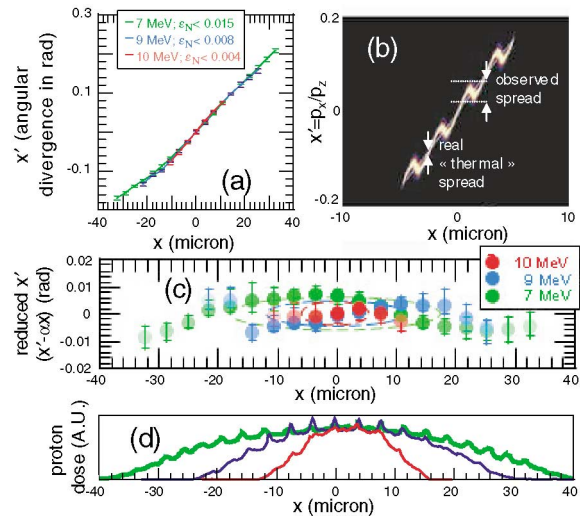 7 MeV; εN< 0.015
9 MeV; εN< 0.008
10 MeV; εN< 0.004
0.3
0.1
-0.1
x′ (angular
divergence in rad)
(a)
-40 -20 0 20 40
x (micron)
(b)
0.2
0
-0.2
x′=px/pz
observed
spread
real
« thermal »
spread
-10 0 10
x (micron)
10 MeV
9 MeV
7 MeV
(c)
0.02
0.01
0
-0.01
-0.02
reduced x′
(x′-αx) (rad)
-40 -30 -20 -10 0 10 20 30 40
x (micron)
(d)
proton
dose (A.U.)
-40 -30 -20 -10 0 10 20 30 40
x (micron)